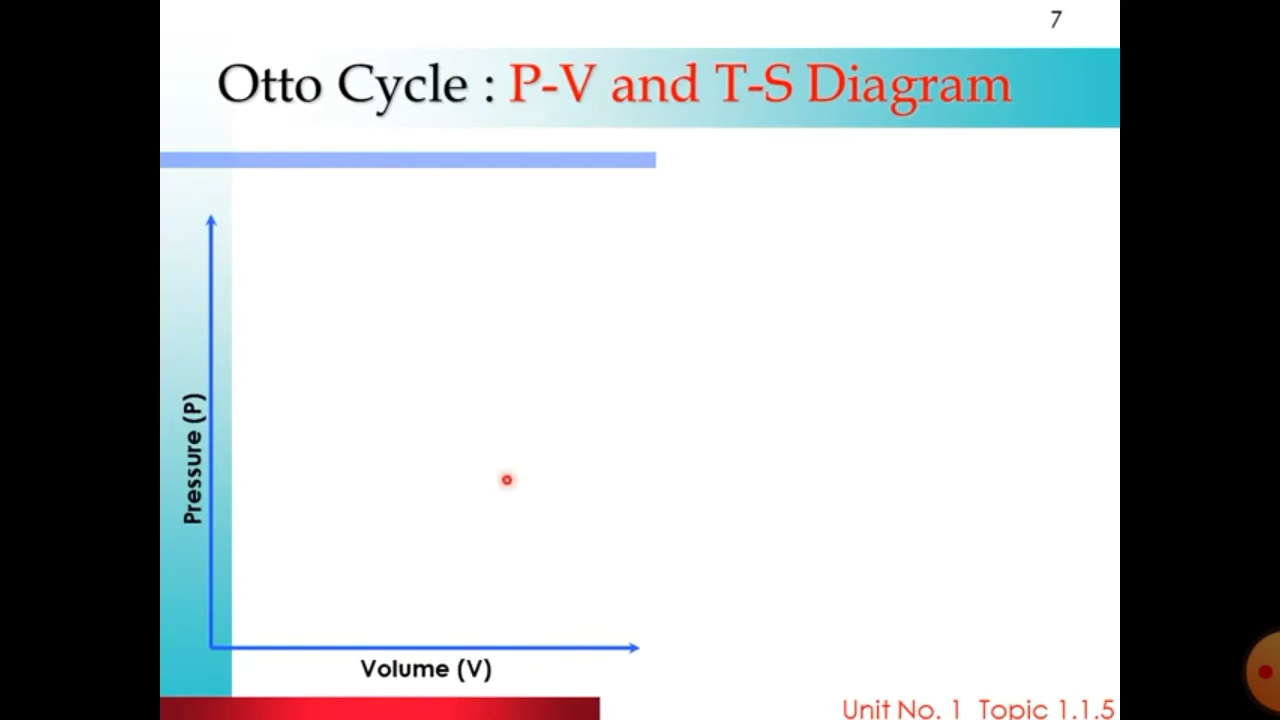 7
Otto Cycle : P-V and T-S Diagram
Pressure (P)
Volume (V)
Unit No. 1 Topic 1.1.5